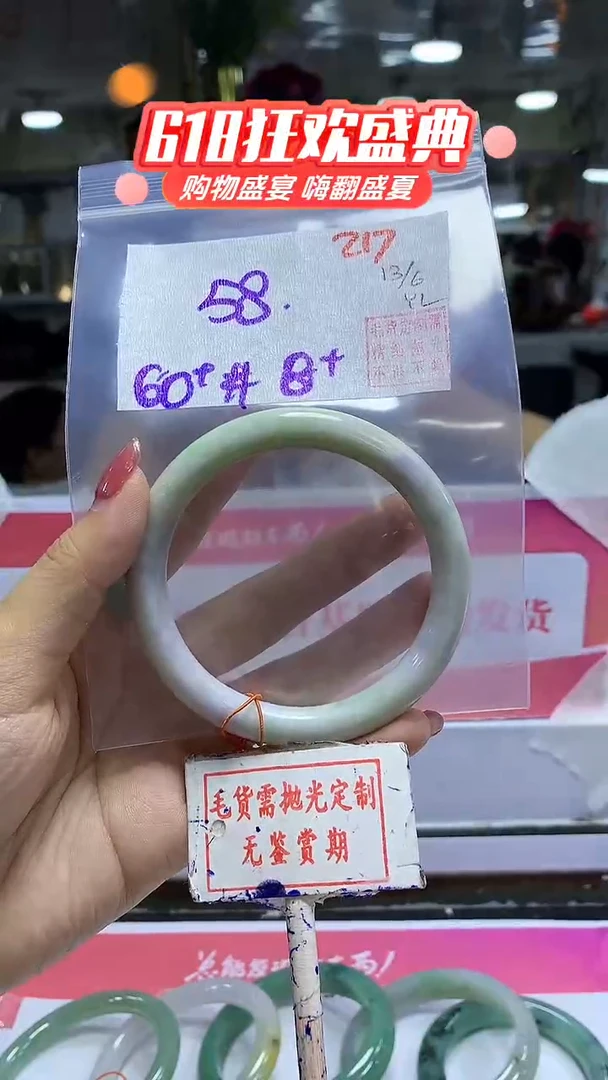 618狂欢盛典
购物盛宴 嗨翻盛夏
217
13/6
YL
58.
60+# 8+
毛货需抛光定制
无鉴赏期